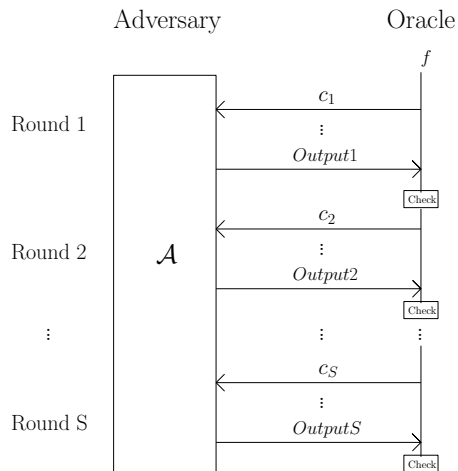 Adversary Oracle
f
c₁
Round 1
⋮
Output1
Check
c₂
Round 2
𝒜
⋮
Output2
Check
⋮ ⋮ ⋮
c_S
⋮
Round S
OutputS
Check